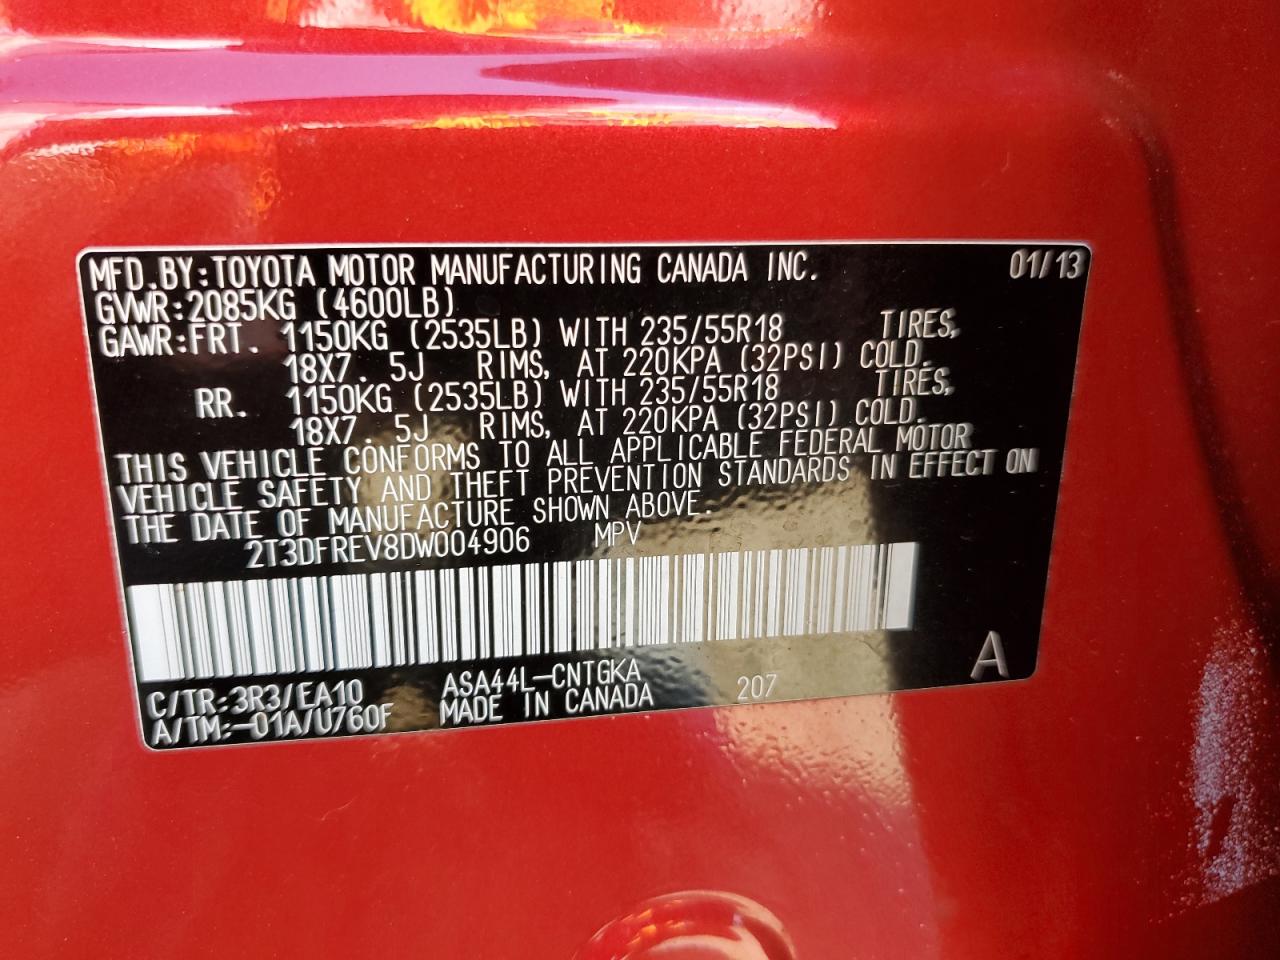 MFD.BY:TOYOTA MOTOR MANUFACTURING CANADA INC. 01/13
GVWR:2085KG (4600LB)
GAWR:FRT. 1150KG (2535LB) WITH 235/55R18 TIRES,
18X7.5J RIMS, AT 220KPA (32PSI) COLD.
RR. 1150KG (2535LB) WITH 235/55R18 TIRES,
18X7.5J RIMS, AT 220KPA (32PSI) COLD.
THIS VEHICLE CONFORMS TO ALL APPLICABLE FEDERAL MOTOR
VEHICLE SAFETY AND THEFT PREVENTION STANDARDS IN EFFECT ON
THE DATE OF MANUFACTURE SHOWN ABOVE.
2T3DFREV8DW004906 MPV
C/TR:3R3/EA10 ASA44L-CNTGKA
A/TM:-01A/U760F MADE IN CANADA 207
A